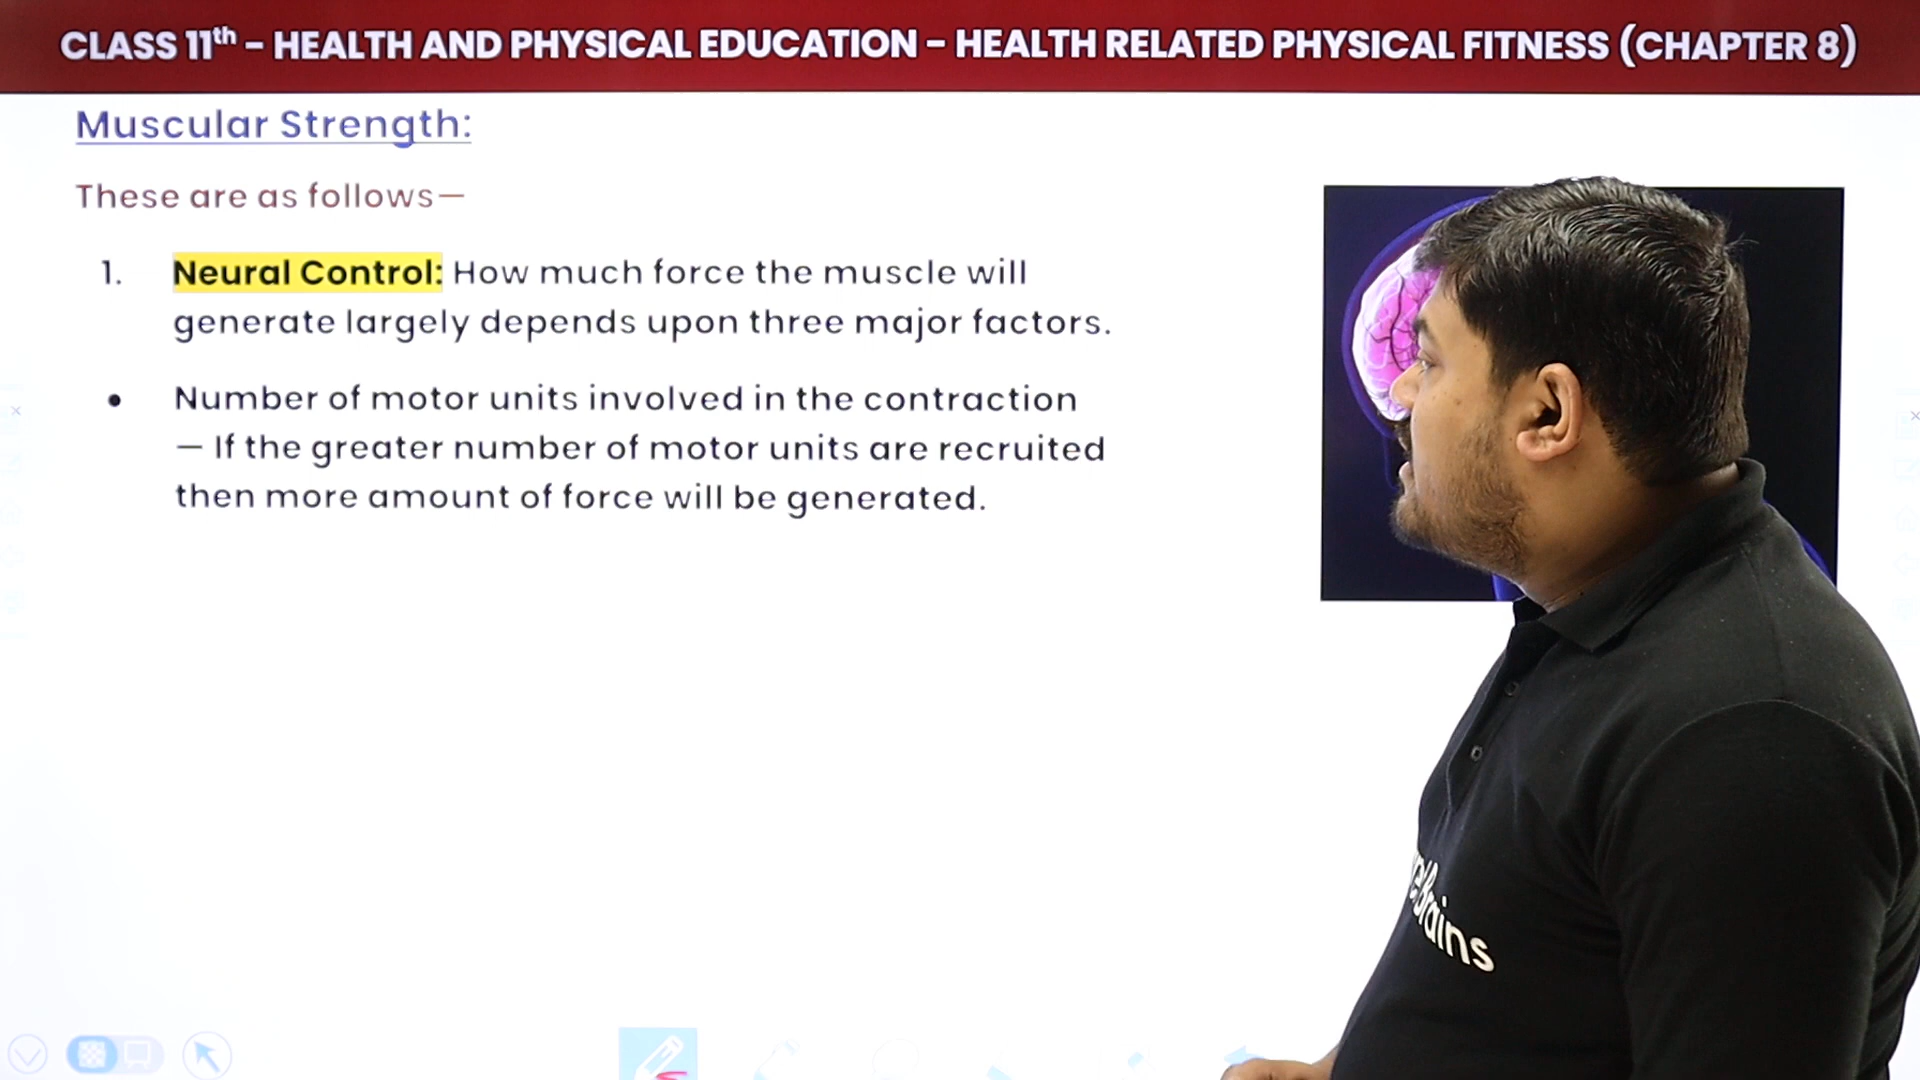 CLASS 11th – HEALTH AND PHYSICAL EDUCATION – HEALTH RELATED PHYSICAL FITNESS (CHAPTER 8)
Muscular Strength:
These are as follows—
1. Neural Control: How much force the muscle will
generate largely depends upon three major factors.
• Number of motor units involved in the contraction
— If the greater number of motor units are recruited
then more amount of force will be generated.
Brains